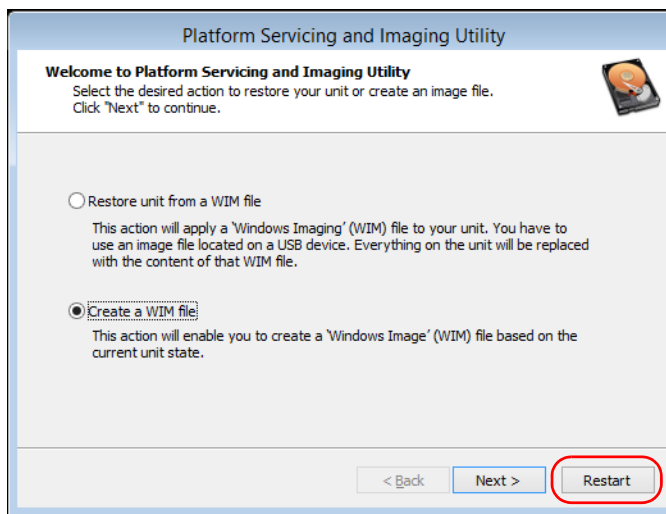 Platform Servicing and Imaging Utility
Welcome to Platform Servicing and Imaging Utility
Select the desired action to restore your unit or create an image file.
Click "Next" to continue.
Restore unit from a WIM file
This action will apply a 'Windows Imaging' (WIM) file to your unit. You have to
use an image file located on a USB device. Everything on the unit will be replaced
with the content of that WIM file.
Create a WIM file
This action will enable you to create a 'Windows Image' (WIM) file based on the
current unit state.
< Back Next > Restart